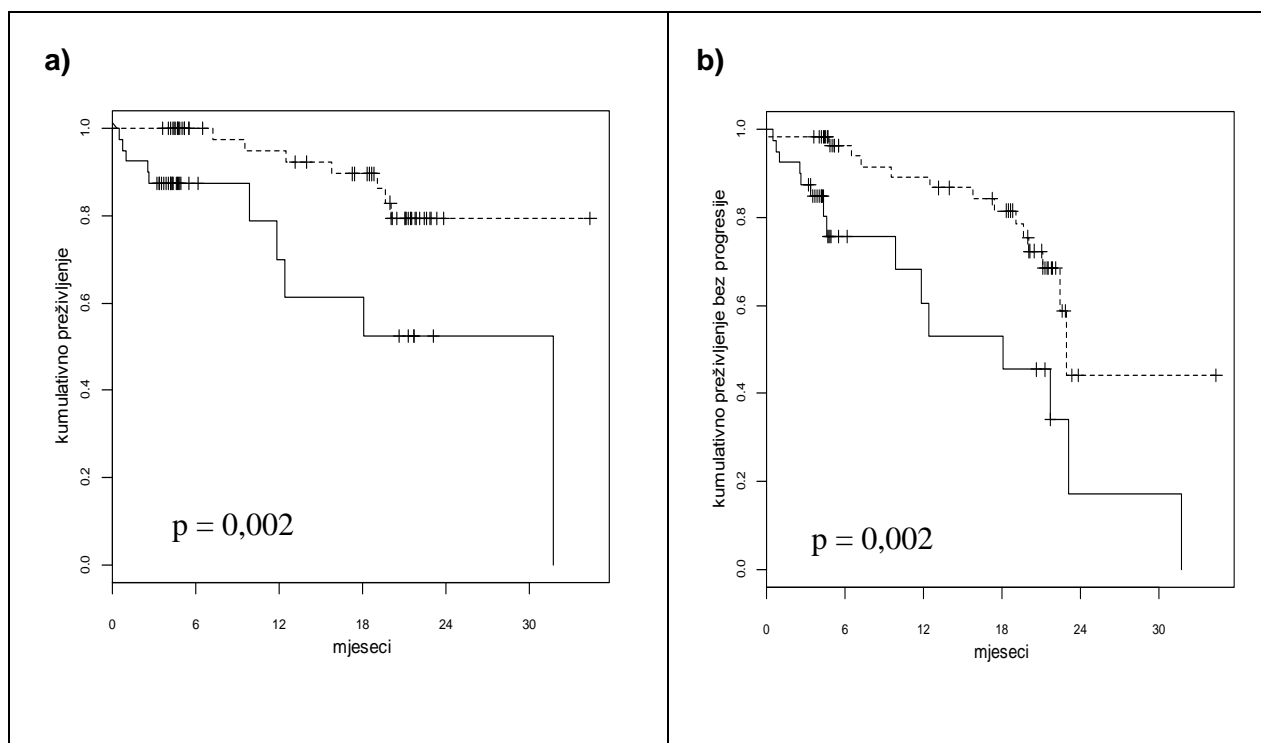 a)
kumulativno preživljenje
1.0
0.8
0.6
0.4
0.2
0.0
p = 0,002
0 6 12 18 24 30
mjeseci
b)
kumulativno preživljenje bez progresije
1.0
0.8
0.6
0.4
0.2
0.0
p = 0,002
0 6 12 18 24 30
mjeseci